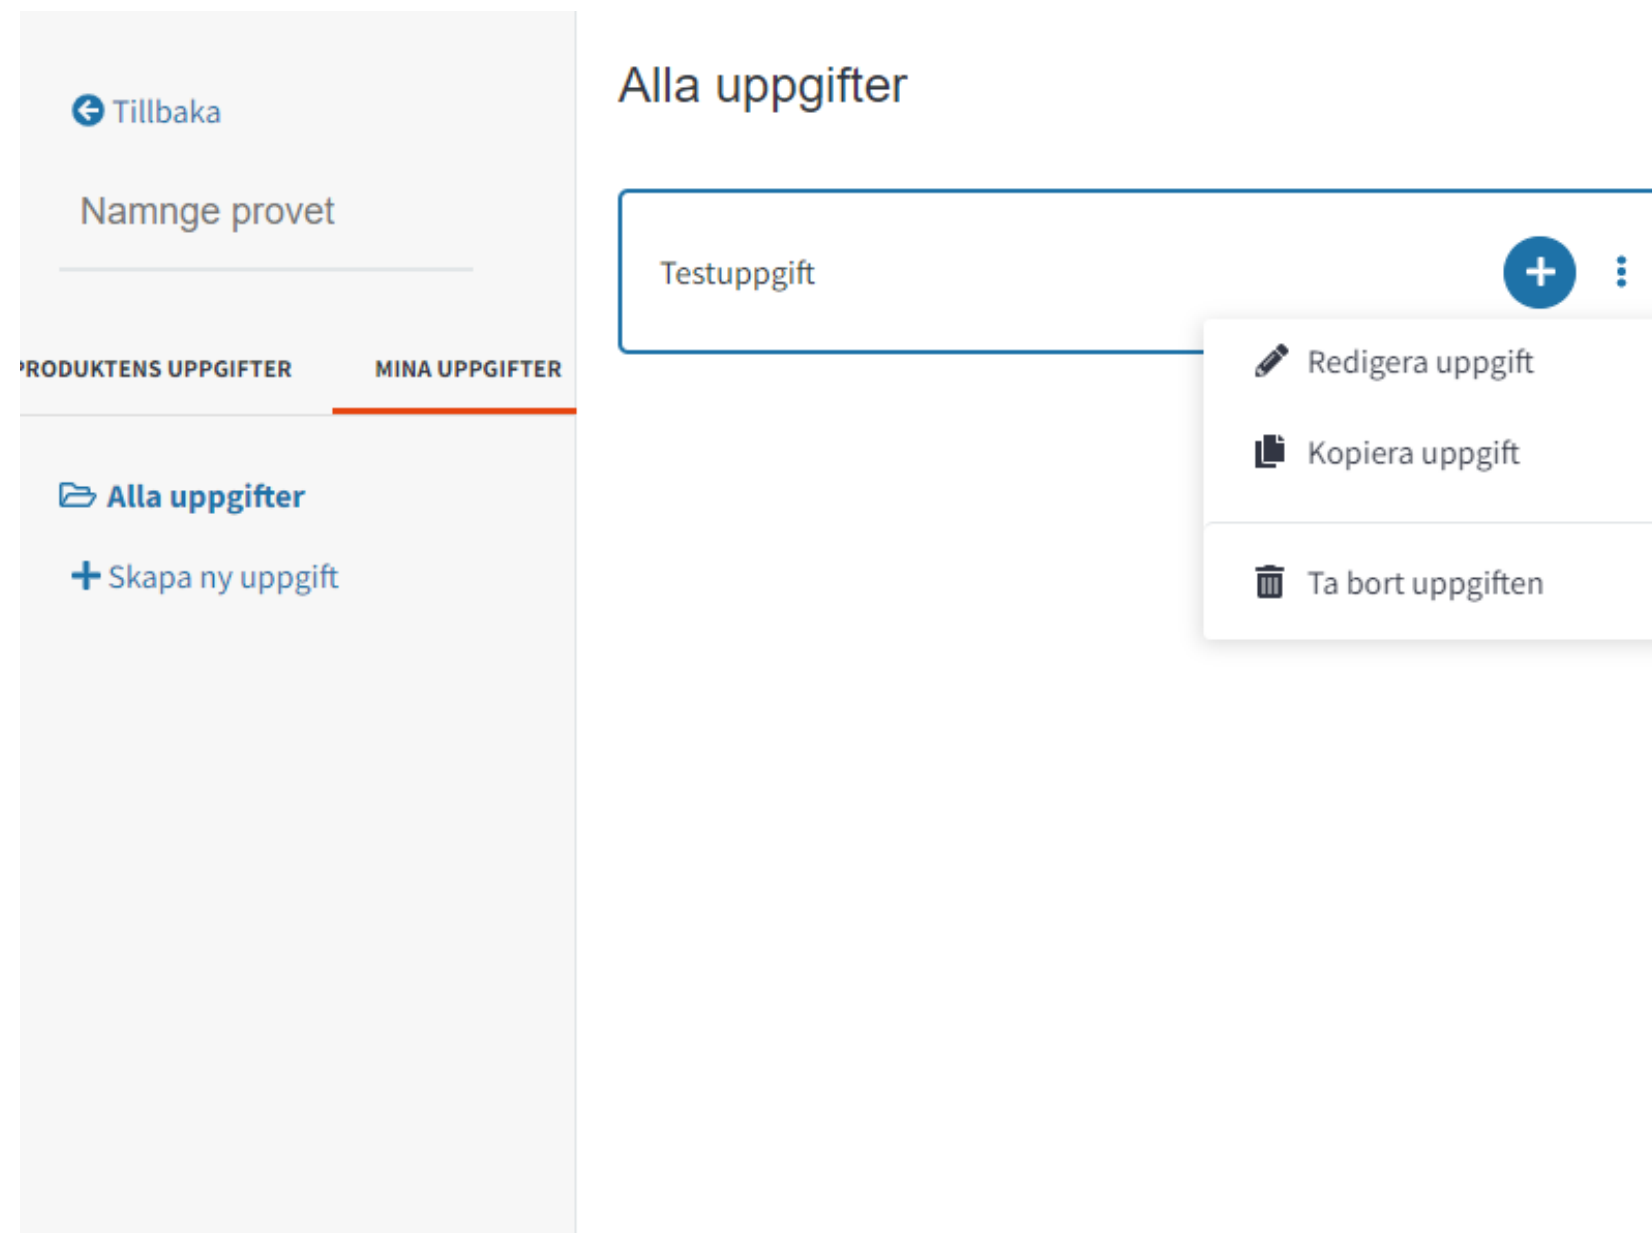 Tillbaka
Namnge provet
PRODUKTENS UPPGIFTER
MINA UPPGIFTER
Alla uppgifter
Skapa ny uppgift
Alla uppgifter
Testuppgift
Redigera uppgift
Kopiera uppgift
Ta bort uppgiften